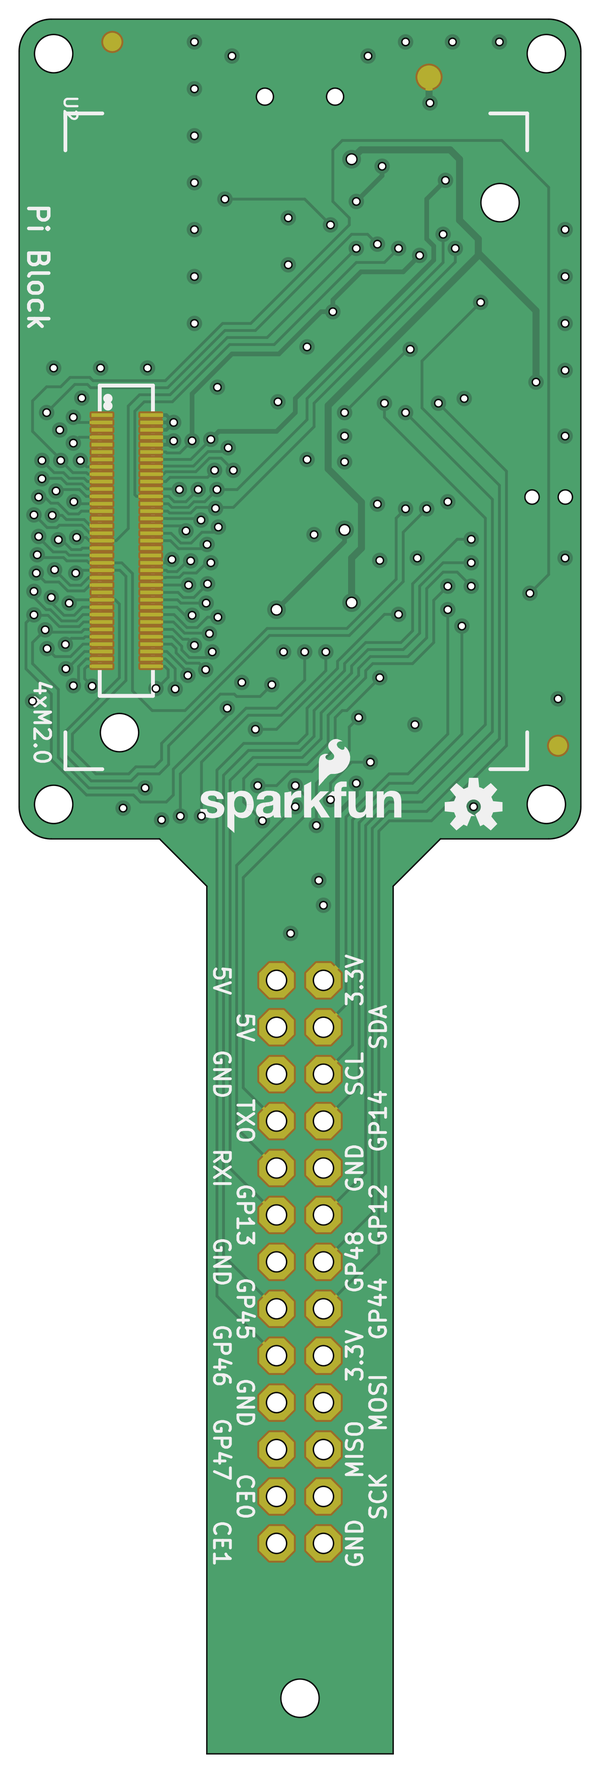 U2
Pi Block
4xM2.0
sparkfun
5V
3.3V
5V
SDA
GND
SCL
TXO
GP14
RXI
GND
GP13
GP12
GND
GP48
GP45
GP44
GP46
3.3V
GND
MOSI
GP47
MISO
CE0
SCK
CE1
GND